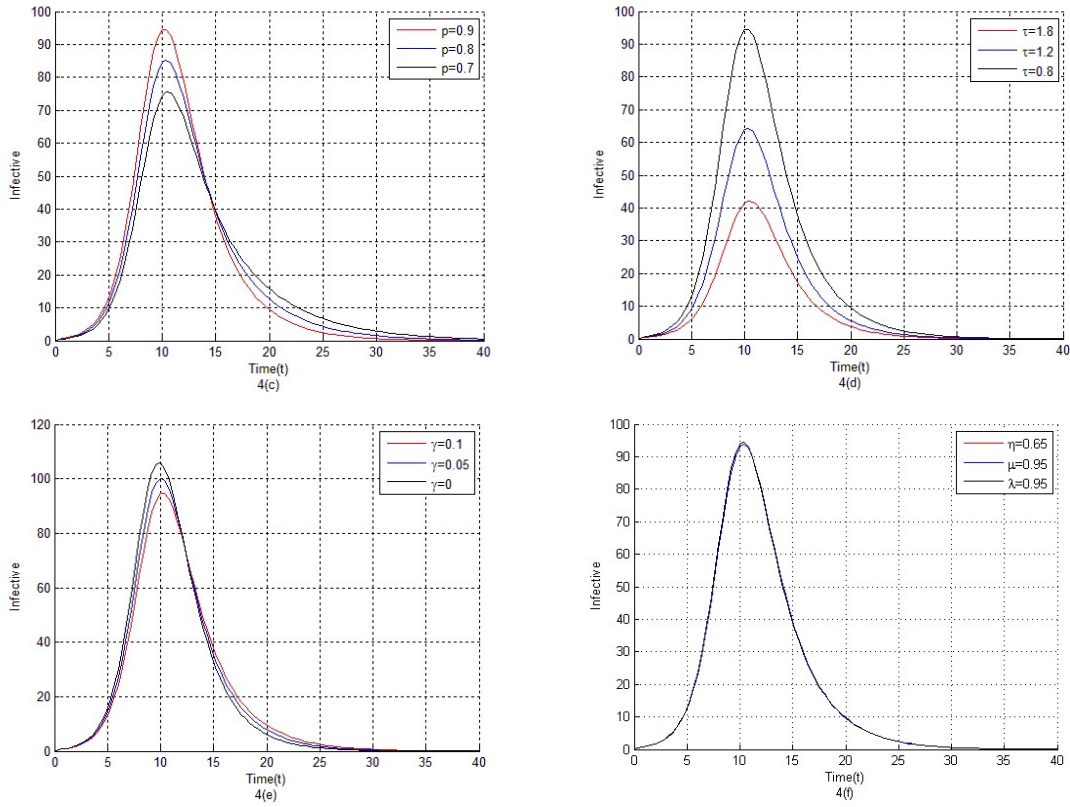 100
90
80
70
60
50
40
30
20
10
0
Infective
p=0.9
p=0.8
p=0.7
0 5 10 15 20 25 30 35 40
Time(t)
4(c)
100
90
80
70
60
50
40
30
20
10
0
Infective
τ=1.8
τ=1.2
τ=0.8
0 5 10 15 20 25 30 35 40
Time(t)
4(d)
120
100
80
60
40
20
0
Infective
γ=0.1
γ=0.05
γ=0
0 5 10 15 20 25 30 35 40
Time(t)
4(e)
100
90
80
70
60
50
40
30
20
10
0
Infective
η=0.65
μ=0.95
λ=0.95
0 5 10 15 20 25 30 35 40
Time(t)
4(f)